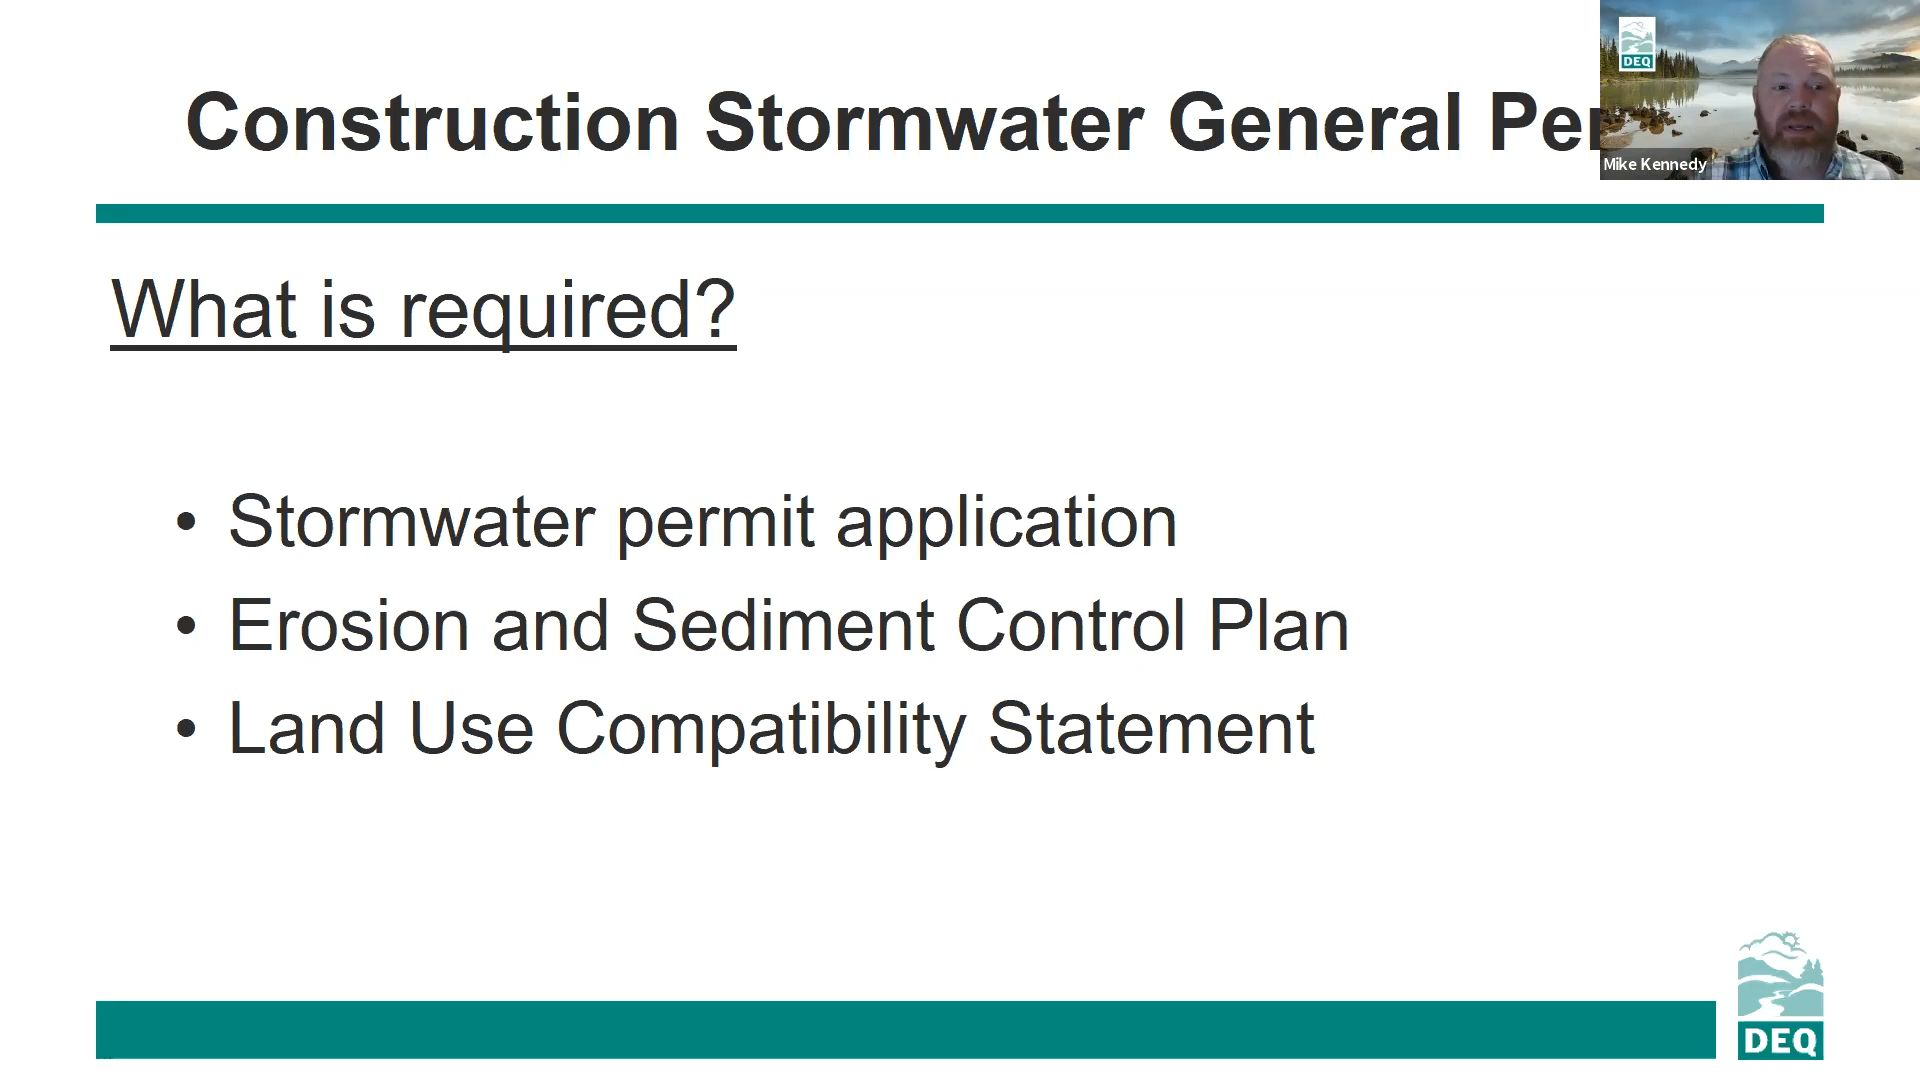 DEQ
Construction Stormwater General Per
Mike Kennedy
What is required?
• Stormwater permit application
• Erosion and Sediment Control Plan
• Land Use Compatibility Statement
DEQ